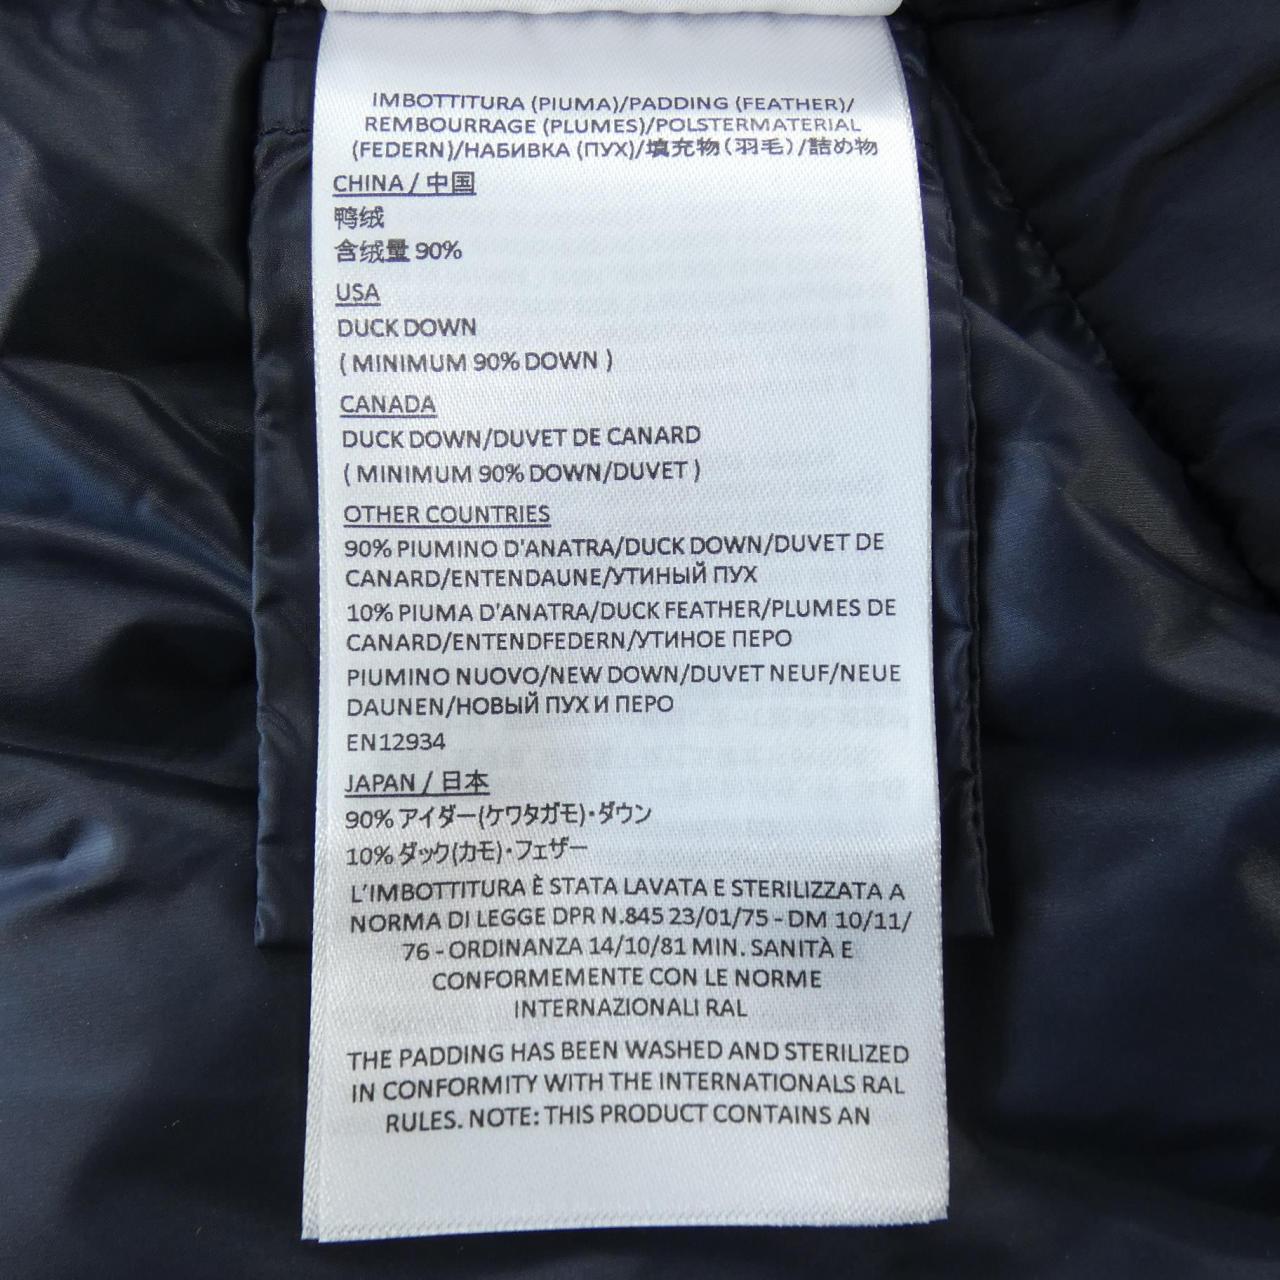 IMBOTTITURA (PIUMA)/PADDING (FEATHER)/
REMBOURRAGE (PLUMES)/POLSTERMATERIAL
(FEDERN)/НАБИВКА (ПУХ)/填充物(羽毛)/詰め物
CHINA / 中国
鸭绒
含绒量 90%
USA
DUCK DOWN
( MINIMUM 90% DOWN )
CANADA
DUCK DOWN/DUVET DE CANARD
( MINIMUM 90% DOWN/DUVET )
OTHER COUNTRIES
90% PIUMINO D'ANATRA/DUCK DOWN/DUVET DE
CANARD/ENTENDAUNE/УТИНЫЙ ПУХ
10% PIUMA D'ANATRA/DUCK FEATHER/PLUMES DE
CANARD/ENTENDFEDERN/УТИНОЕ ПЕРО
PIUMINO NUOVO/NEW DOWN/DUVET NEUF/NEUE
DAUNEN/НОВЫЙ ПУХ И ПЕРО
EN12934
JAPAN / 日本
90% アイダー(ケワタガモ)・ダウン
10% ダック(カモ)・フェザー
L'IMBOTTITURA È STATA LAVATA E STERILIZZATA A
NORMA DI LEGGE DPR N.845 23/01/75 - DM 10/11/
76 - ORDINANZA 14/10/81 MIN. SANITÀ E
CONFORMEMENTE CON LE NORME
INTERNAZIONALI RAL
THE PADDING HAS BEEN WASHED AND STERILIZED
IN CONFORMITY WITH THE INTERNATIONALS RAL
RULES. NOTE: THIS PRODUCT CONTAINS AN